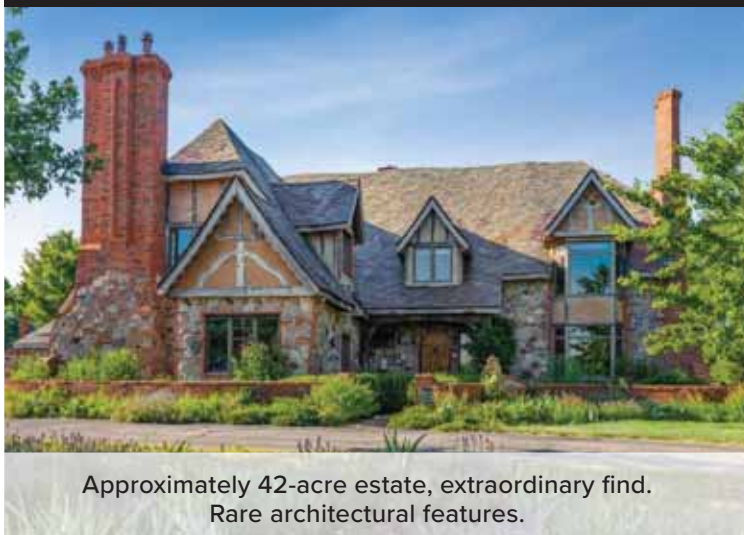 Approximately 42-acre estate, extraordinary find.
Rare architectural features.